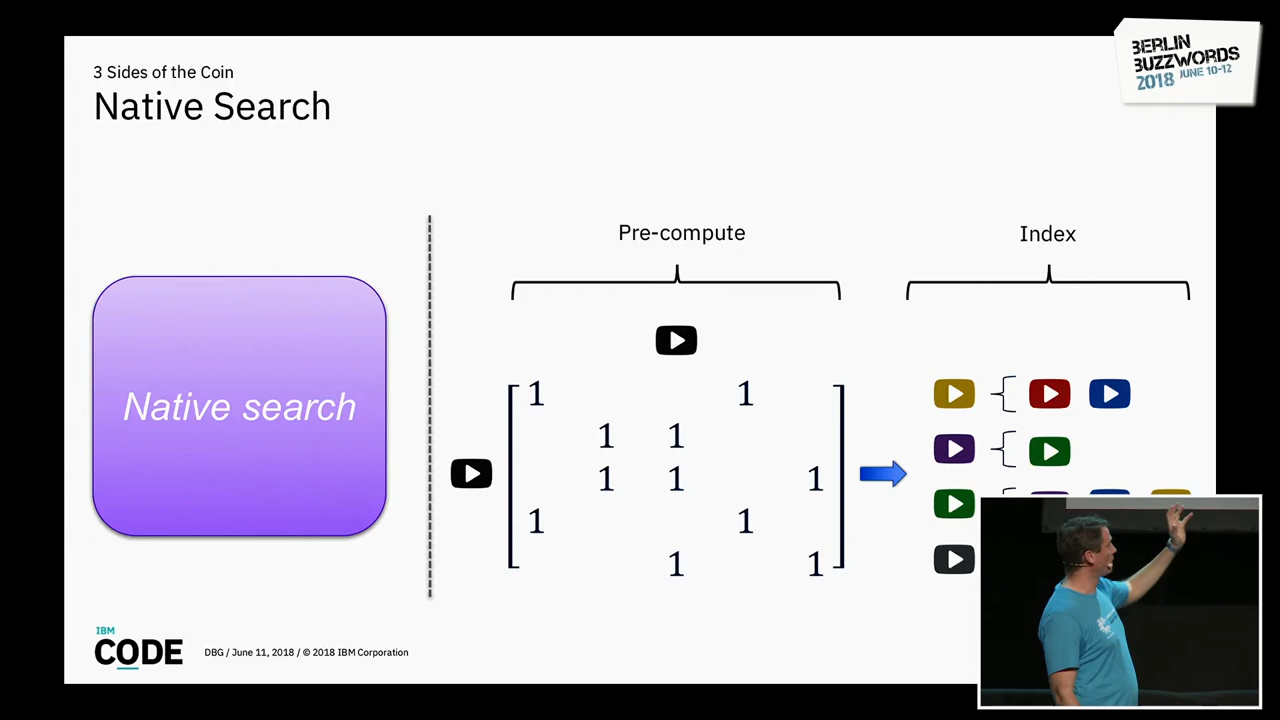 3 Sides of the Coin
Native Search
BERLIN
BUZZWORDS
2018 JUNE 10-12
Pre-compute
Index
Native search
1 1
1 1
1 1 1
1 1
1 1
IBM
CODE
DBG / June 11, 2018 / © 2018 IBM Corporation